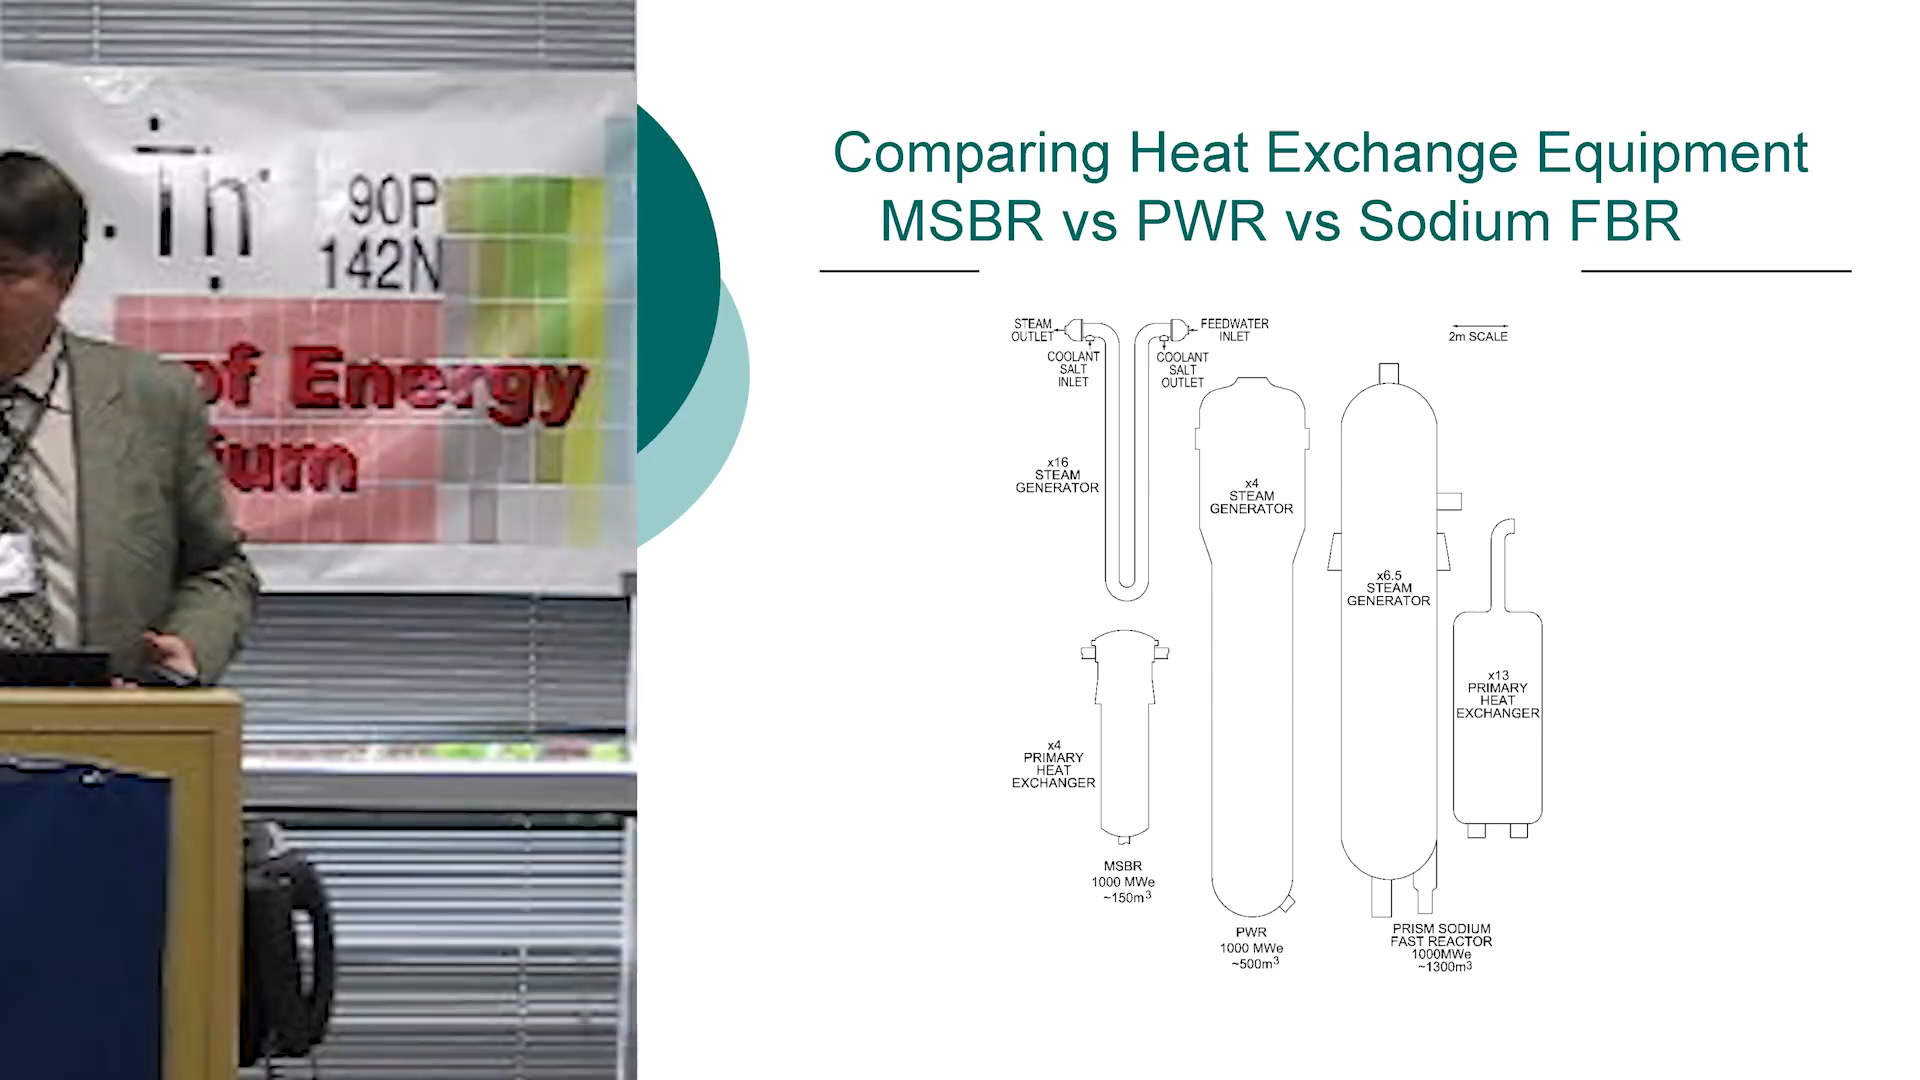 Th
90P
142N
of Energy
ium
Comparing Heat Exchange Equipment
MSBR vs PWR vs Sodium FBR
STEAM
OUTLET
FEEDWATER
INLET
COOLANT
SALT
INLET
COOLANT
SALT
OUTLET
2m SCALE
x16
STEAM
GENERATOR
x4
STEAM
GENERATOR
x6.5
STEAM
GENERATOR
x13
PRIMARY
HEAT
EXCHANGER
x4
PRIMARY
HEAT
EXCHANGER
MSBR
1000 MWe
~150m³
PWR
1000 MWe
~500m³
PRISM SODIUM
FAST REACTOR
1000MWe
~1300m³